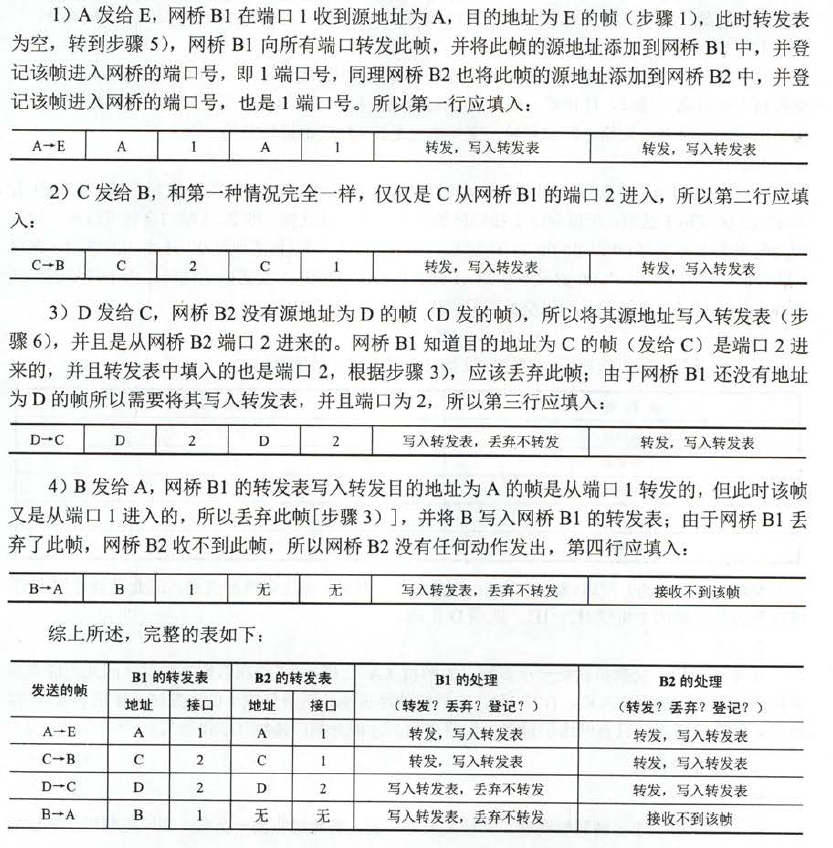 1）A 发给 E，网桥 B1 在端口 1 收到源地址为 A，目的地址为 E 的帧（步骤 1），此时转发表
为空，转到步骤 5），网桥 B1 向所有端口转发此帧，并将此帧的源地址添加到网桥 B1 中，并登
记该帧进入网桥的端口号，即 1 端口号，同理网桥 B2 也将此帧的源地址添加到网桥 B2 中，并登
记该帧进入网桥的端口号，也是 1 端口号。所以第一行应填入：
A→E A 1 A 1 转发，写入转发表 转发，写入转发表
2）C 发给 B，和第一种情况完全一样，仅仅是 C 从网桥 B1 的端口 2 进入，所以第二行应填
入：
C→B C 2 C 1 转发，写入转发表 转发，写入转发表
3）D 发给 C，网桥 B2 没有源地址为 D 的帧（D 发的帧），所以将其源地址写入转发表（步
骤 6），并且是从网桥 B2 端口 2 进来的。网桥 B1 知道目的地址为 C 的帧（发给 C）是端口 2 进
来的，并且转发表中填入的也是端口 2，根据步骤 3），应该丢弃此帧；由于网桥 B1 还没有地址
为 D 的帧所以需要将其写入转发表，并且端口为 2，所以第三行应填入：
D→C D 2 D 2 写入转发表，丢弃不转发 转发，写入转发表
4）B 发给 A，网桥 B1 的转发表写入转发目的地址为 A 的帧是从端口 1 转发的，但此时该帧
又是从端口 1 进入的，所以丢弃此帧[步骤 3）]，并将 B 写入网桥 B1 的转发表；由于网桥 B1 丢
弃了此帧，网桥 B2 收不到此帧，所以网桥 B2 没有任何动作发出，第四行应填入：
B→A B 1 无 无 写入转发表，丢弃不转发 接收不到该帧
综上所述，完整的表如下：
发送的帧 B1 的转发表 B2 的转发表 B1 的处理 B2 的处理
地址 接口 地址 接口 （转发？丢弃？登记？） （转发？丢弃？登记？）
A→E A 1 A 1 转发，写入转发表 转发，写入转发表
C→B C 2 C 1 转发，写入转发表 转发，写入转发表
D→C D 2 D 2 写入转发表，丢弃不转发 转发，写入转发表
B→A B 1 无 无 写入转发表，丢弃不转发 接收不到该帧